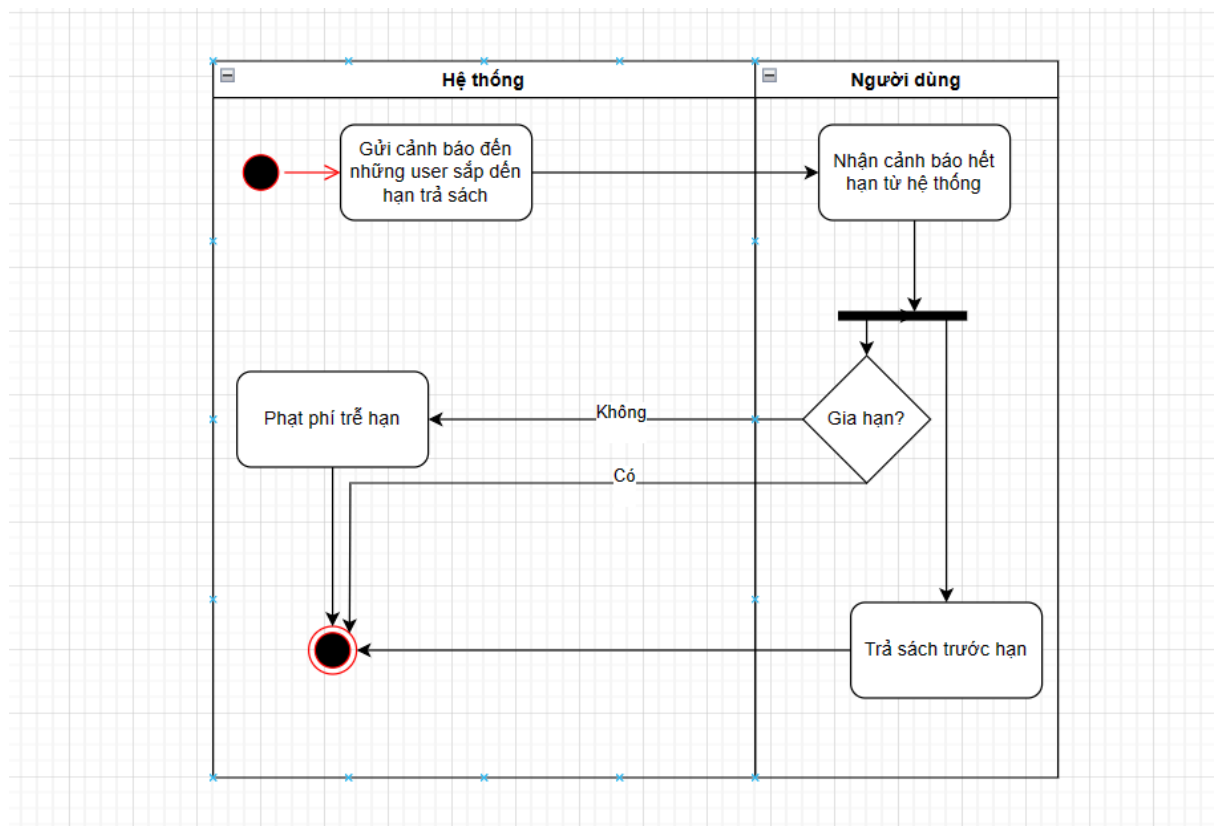 Hệ thống
Người dùng
Gửi cảnh báo đến
những user sắp dến
hạn trả sách
Nhận cảnh báo hết
hạn từ hệ thống
Phạt phí trễ hạn
Không
Gia hạn?
Có
Trả sách trước hạn